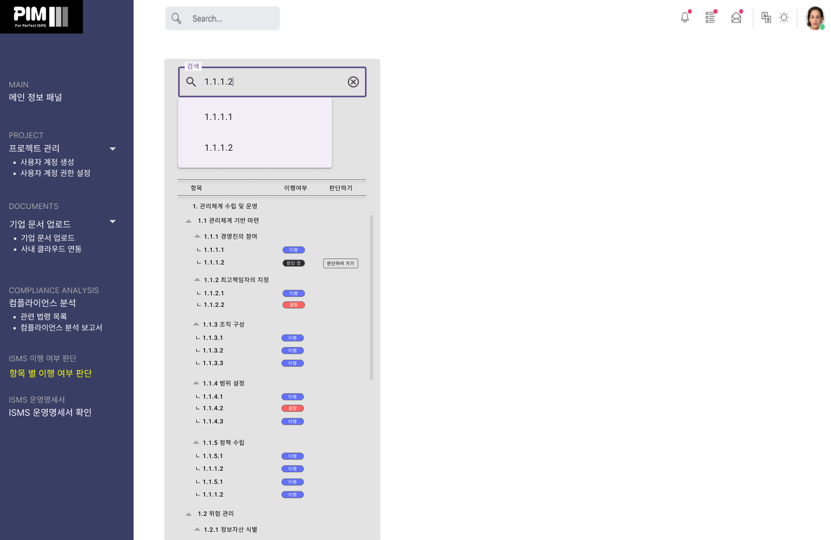 PIM
For Perfect ISMS
Search...
MAIN
메인 정보 패널
PROJECT
프로젝트 관리
• 사용자 계정 생성
• 사용자 계정 권한 설정
DOCUMENTS
기업 문서 업로드
• 기업 문서 업로드
• 사내 클라우드 연동
COMPLIANCE ANALYSIS
컴플라이언스 분석
• 관련 법령 목록
• 컴플라이언스 분석 보고서
ISMS 이행 여부 판단
항목 별 이행 여부 판단
ISMS 운영명세서
ISMS 운영명세서 확인
검색
1.1.1.2
1.1.1.1
1.1.1.2
항목 이행여부 판단하기
1. 관리체계 수립 및 운영
1.1 관리체계 기반 마련
1.1.1 경영진의 참여
ㄴ 1.1.1.1 이행
ㄴ 1.1.1.2 판단 전 판단하러 가기
1.1.2 최고책임자의 지정
ㄴ 1.1.2.1 이행
ㄴ 1.1.2.2 결함
1.1.3 조직 구성
ㄴ 1.1.3.1 이행
ㄴ 1.1.3.2 이행
ㄴ 1.1.3.3 이행
1.1.4 범위 설정
ㄴ 1.1.4.1 이행
ㄴ 1.1.4.2 결함
ㄴ 1.1.4.3 이행
1.1.5 정책 수립
ㄴ 1.1.5.1 이행
ㄴ 1.1.1.2 이행
ㄴ 1.1.5.1 이행
ㄴ 1.1.1.2 이행
1.2 위험 관리
1.2.1 정보자산 식별